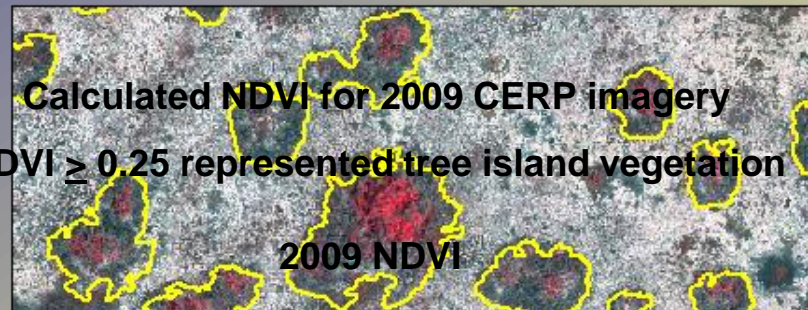 Calculated NDVI for 2009 CERP imagery
DVI ≥ 0.25 represented tree island vegetation
2009 NDVI